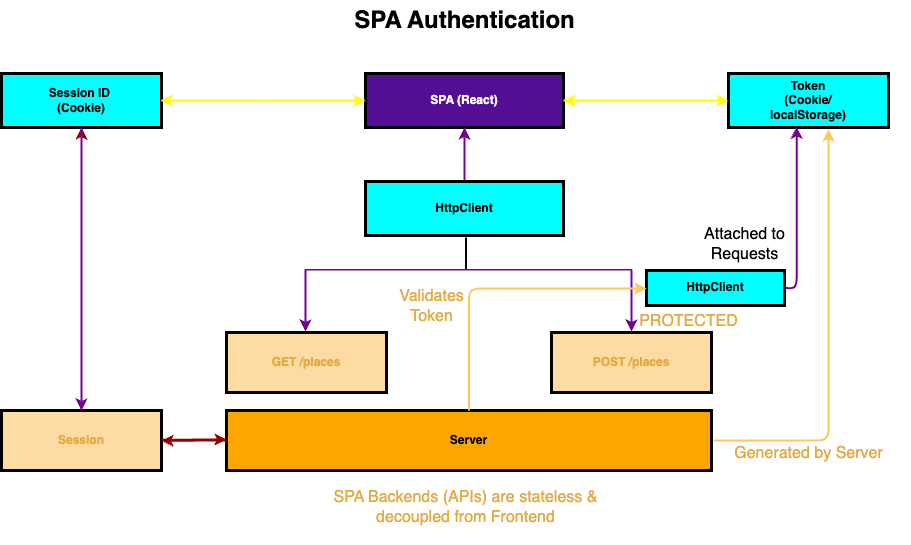 SPA Authentication
Session ID
(Cookie)
SPA (React)
Token
(Cookie/
localStorage)
HttpClient
Attached to
Requests
HttpClient
Validates
Token
PROTECTED
GET /places
POST /places
Session
Server
Generated by Server
SPA Backends (APIs) are stateless &
decoupled from Frontend